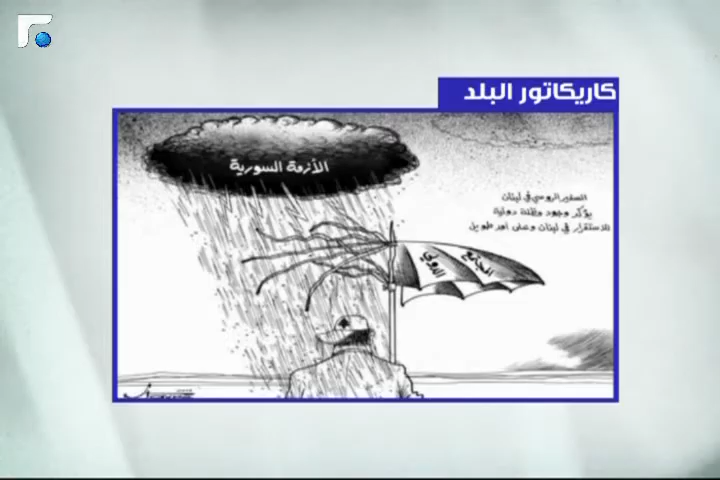 كاريكاتور البلد
الأزمة السورية
السفير الروسي في لبنان
يؤكد وجود مظلة دولية
للاستقرار في لبنان وعلى امد طويل
المجتمع
الدولي